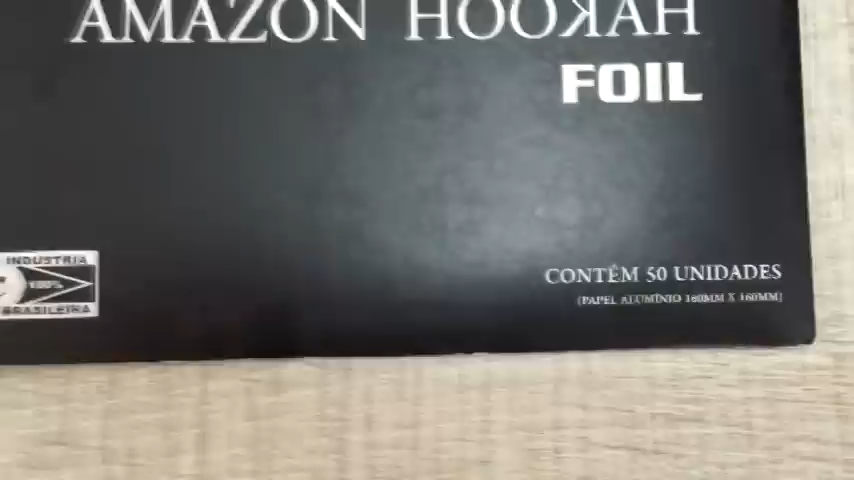 AMAZON HOOKAH
FOIL
CONTÉM 50 UNIDADES
(PAPEL ALUMÍNIO 160MM X 160MM)
INDUSTRIA
100%
BRASILEIRA